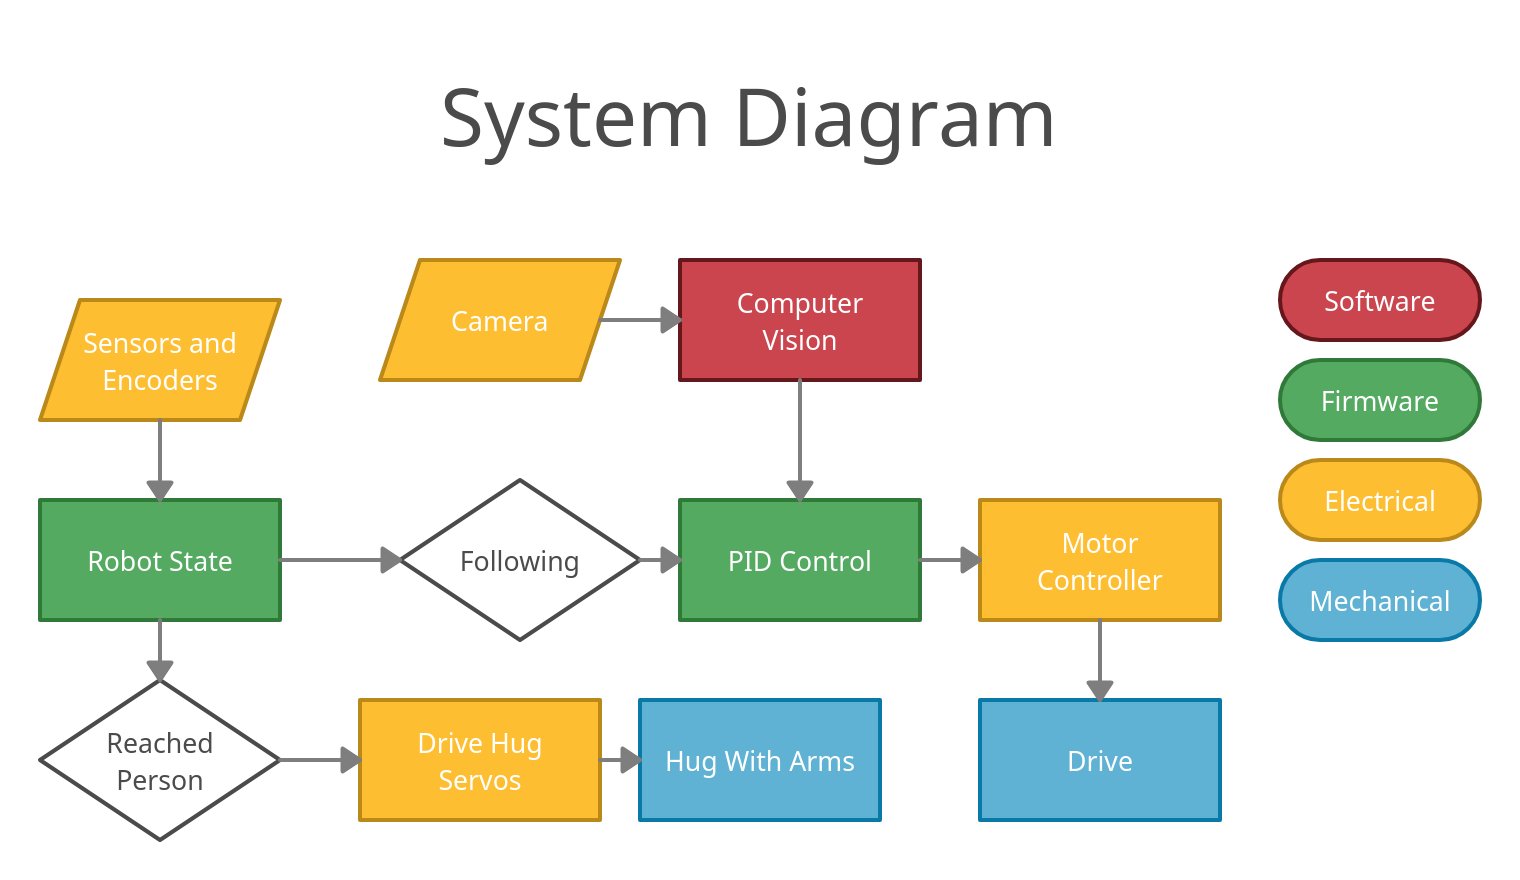 System Diagram
Sensors and
Encoders
Camera
Computer
Vision
Robot State
Following
PID Control
Motor
Controller
Reached
Person
Drive Hug
Servos
Hug With Arms
Drive
Software
Firmware
Electrical
Mechanical